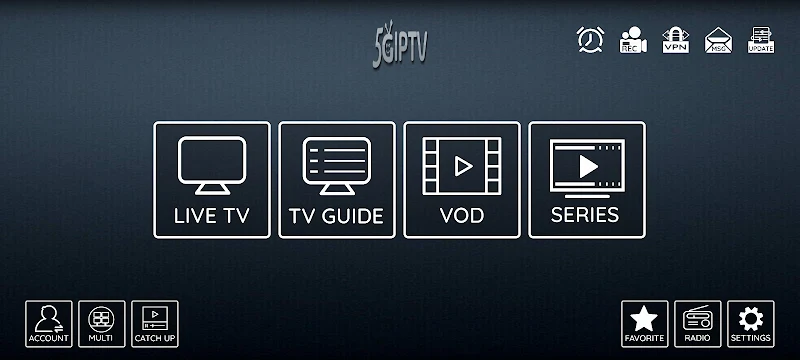 5GIPTV
REC
VPN
MSG
UPDATE
LIVE TV
TV GUIDE
VOD
SERIES
ACCOUNT
MULTI
CATCH UP
FAVORITE
RADIO
SETTINGS